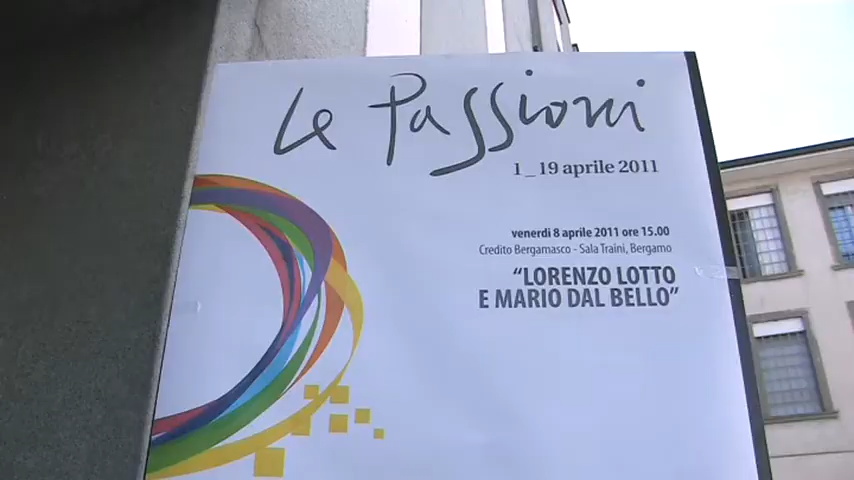 le Passioni
1_19 aprile 2011
venerdì 8 aprile 2011 ore 15.00
Credito Bergamasco - Sala Traini, Bergamo
“LORENZO LOTTO
E MARIO DAL BELLO”